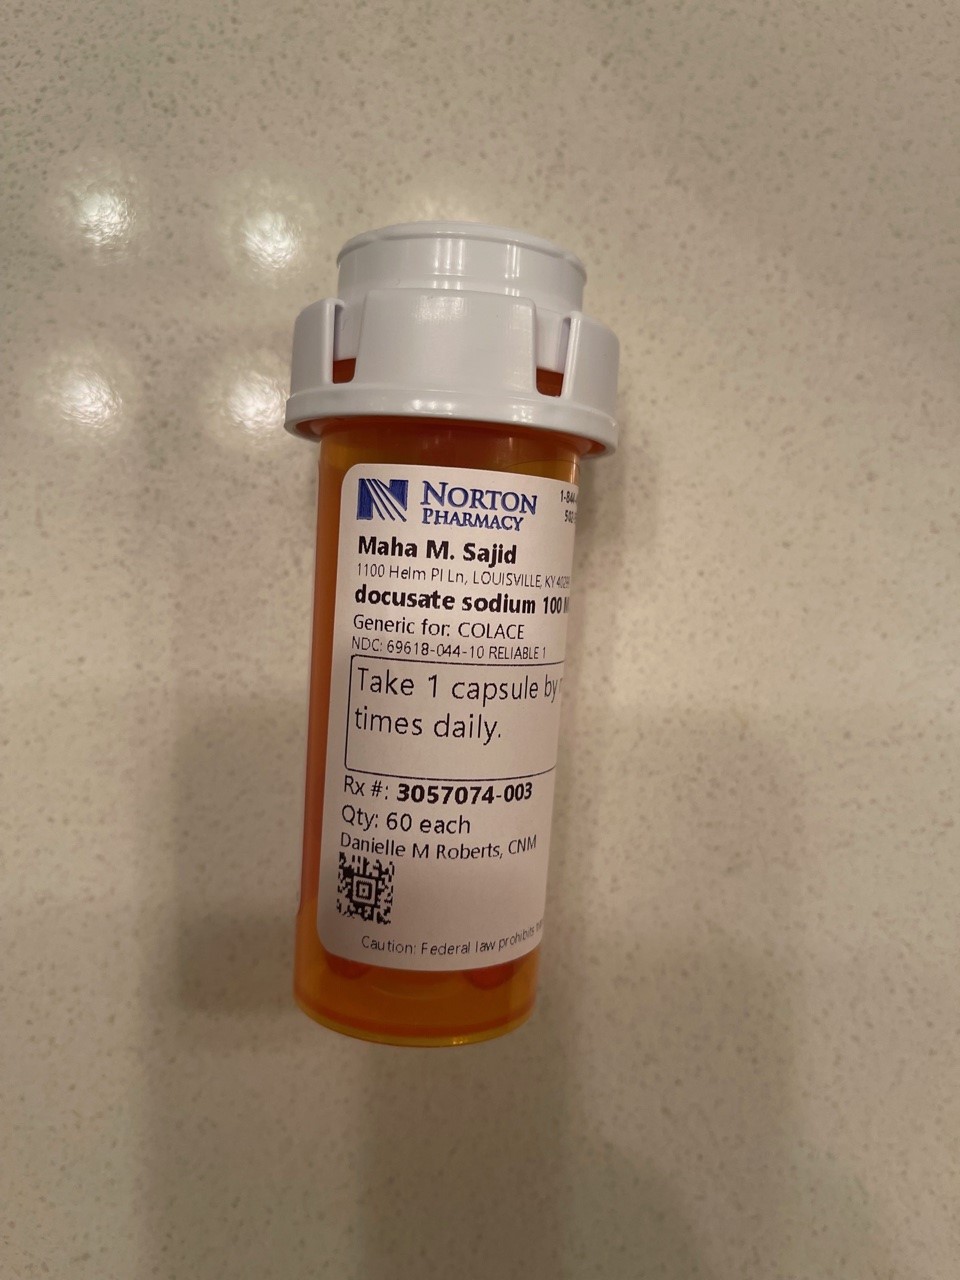 NORTON
PHARMACY
Maha M. Sajid
1100 Helm Pl Ln, LOUISVILLE, KY
docusate sodium 100
Generic for: COLACE
NDC: 69618-044-10 RELIABLE 1
Take 1 capsule by
times daily.
Rx #: 3057074-003
Qty: 60 each
Danielle M Roberts, CNM
Caution: Federal law prohibits